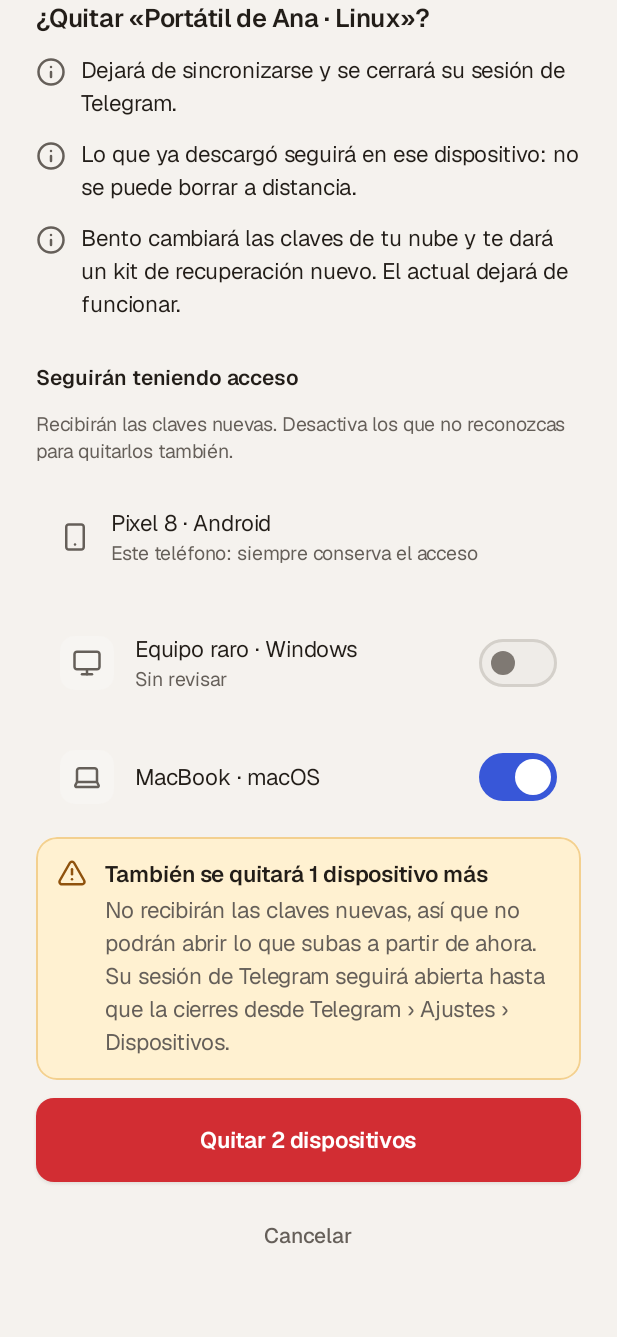 ¿Quitar «Portátil de Ana · Linux»?
Dejará de sincronizarse y se cerrará su sesión de
Telegram.
Lo que ya descargó seguirá en ese dispositivo: no
se puede borrar a distancia.
Bento cambiará las claves de tu nube y te dará
un kit de recuperación nuevo. El actual dejará de
funcionar.
Seguirán teniendo acceso
Recibirán las claves nuevas. Desactiva los que no reconozcas
para quitarlos también.
Pixel 8 · Android
Este teléfono: siempre conserva el acceso
Equipo raro · Windows
Sin revisar
MacBook · macOS
También se quitará 1 dispositivo más
No recibirán las claves nuevas, así que no
podrán abrir lo que subas a partir de ahora.
Su sesión de Telegram seguirá abierta hasta
que la cierres desde Telegram › Ajustes ›
Dispositivos.
Quitar 2 dispositivos
Cancelar